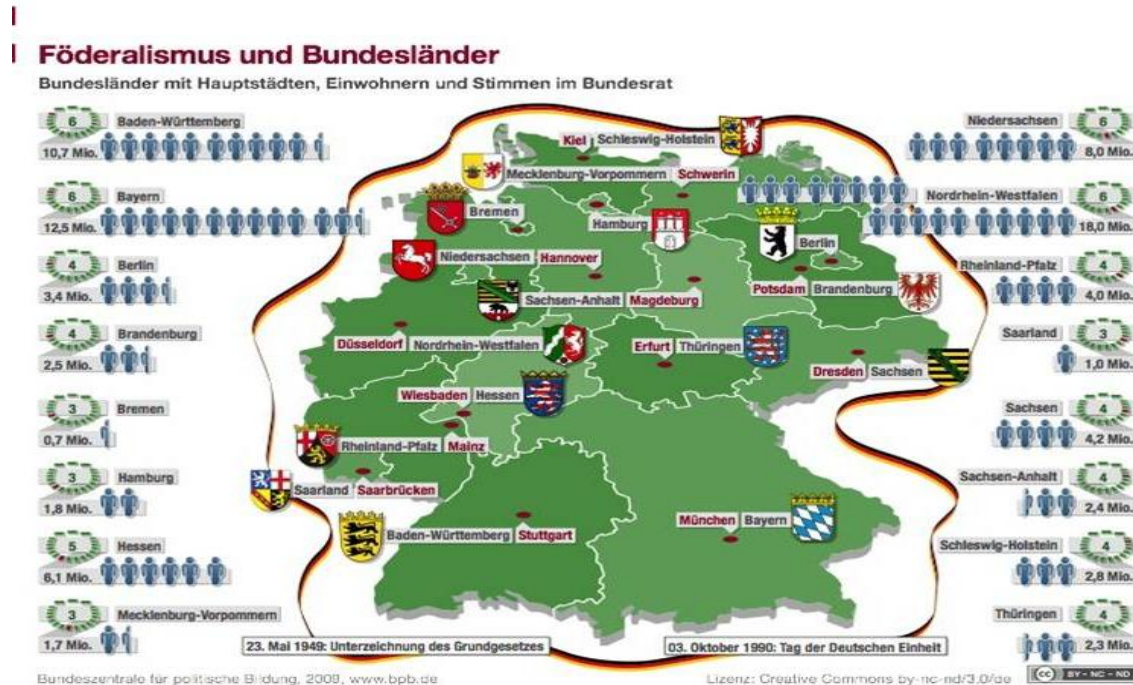 Föderalismus und Bundesländer
Bundesländer mit Hauptstädten, Einwohnern und Stimmen im Bundesrat
6 Baden-Württemberg
10,7 Mio.
6 Bayern
12,5 Mio.
4 Berlin
3,4 Mio.
4 Brandenburg
2,5 Mio.
3 Bremen
0,7 Mio.
3 Hamburg
1,8 Mio.
5 Hessen
6,1 Mio.
3 Mecklenburg-Vorpommern
1,7 Mio.
Kiel Schleswig-Holstein
Mecklenburg-Vorpommern Schwerin
Bremen
Hamburg
Berlin
Niedersachsen Hannover
Sachsen-Anhalt Magdeburg
Potsdam Brandenburg
Düsseldorf Nordrhein-Westfalen
Erfurt Thüringen
Dresden Sachsen
Wiesbaden Hessen
Rheinland-Pfalz Mainz
Saarland Saarbrücken
Baden-Württemberg Stuttgart
München Bayern
Niedersachsen 6
8,0 Mio.
Nordrhein-Westfalen 6
18,0 Mio.
Rheinland-Pfalz 4
4,0 Mio.
Saarland 3
1,0 Mio.
Sachsen 4
4,2 Mio.
Sachsen-Anhalt 4
2,4 Mio.
Schleswig-Holstein 4
2,8 Mio.
Thüringen 4
2,3 Mio.
23. Mai 1949: Unterzeichnung des Grundgesetzes
03. Oktober 1990: Tag der Deutschen Einheit
Bundeszentrale für politische Bildung, 2009, www.bpb.de
Lizenz: Creative Commons by-nc-nd/3.0/de
cc BY - NC - ND